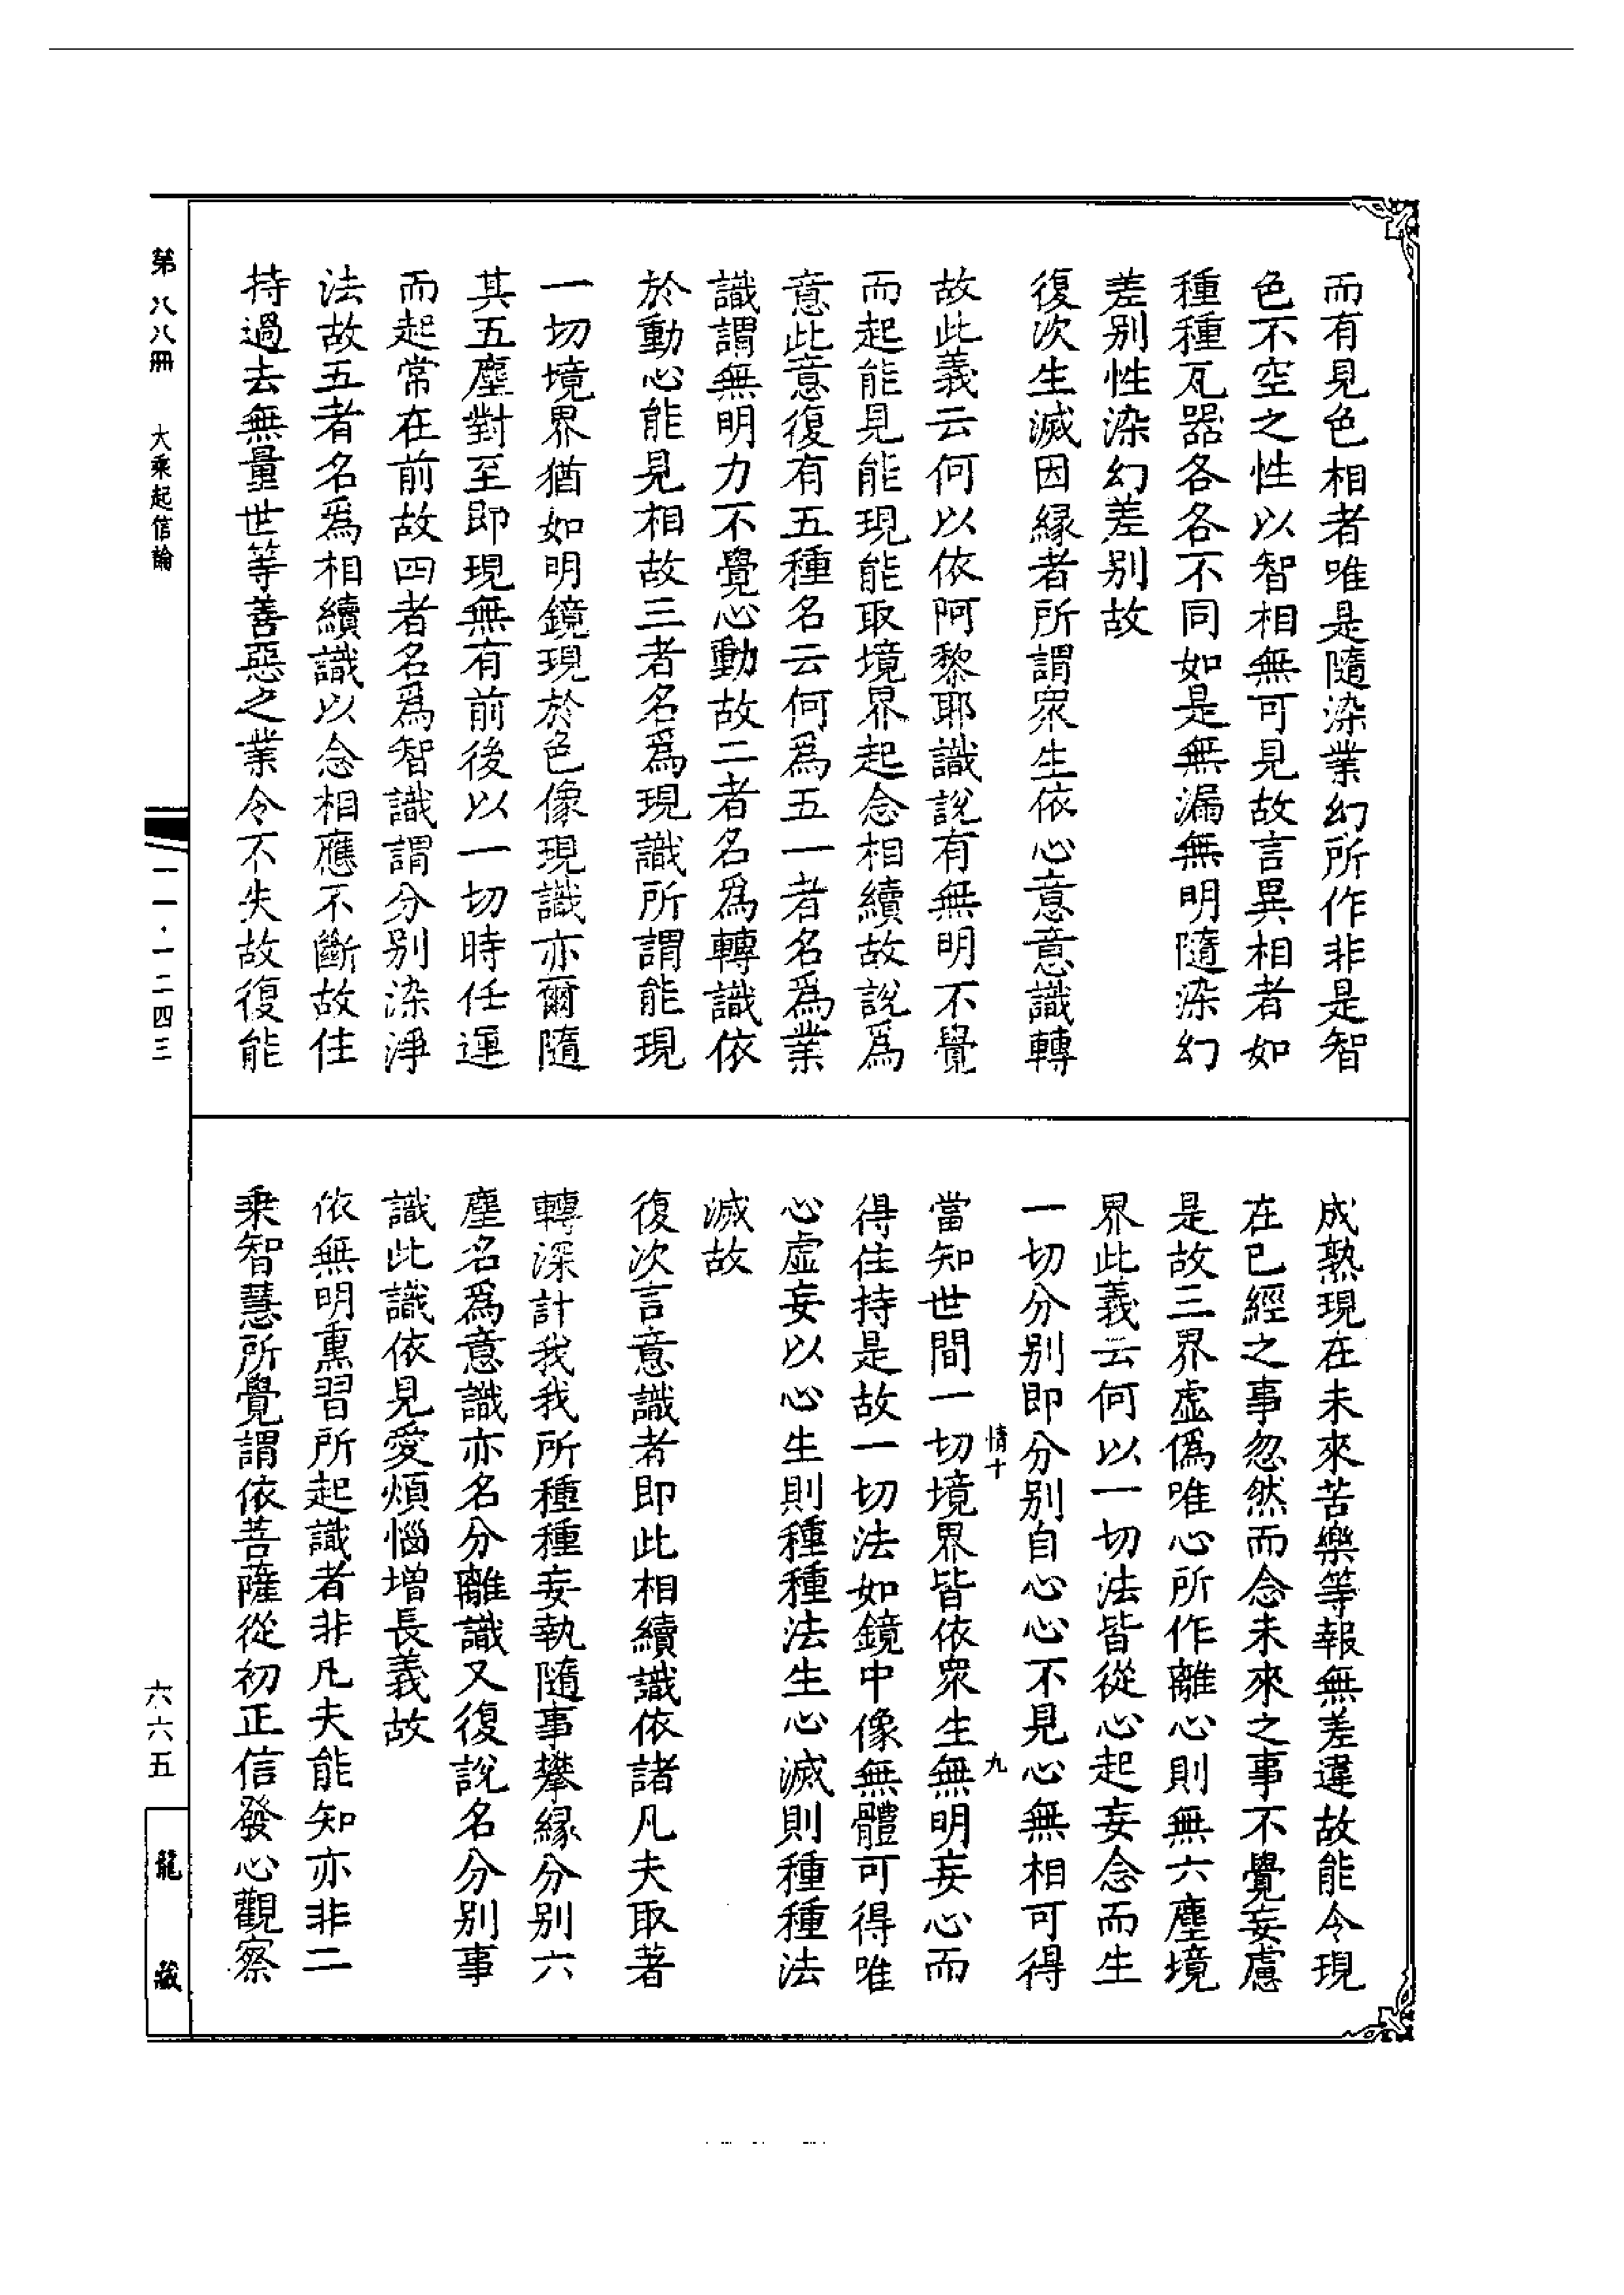 而有見色相者唯是隨染業幻所作非是智
色不空之性以智相無可見故言異相者如
種種瓦器各各不同如是無漏無明隨染幻
差别性染幻差别故
復次生滅因緣者所謂衆生依心意意識轉
故此義云何以依阿黎耶識說有無明不覺
而起能見能現能取境界起念相續故說爲
意此意復有五種名云何爲五一者名爲業
識謂無明力不覺心動故二者名爲轉識依
於動心能見相故三者名爲現識所謂能現
一切境界猶如明鏡現於色像現識亦爾隨
其五塵對至即現無有前後以一切時任運
而起常在前故四者名爲智識謂分别染淨
法故五者名爲相續識以念相應不斷故住
持過去無量世等善惡之業令不失故復能
成熟現在未來苦樂等報無差違故能令現
在已經之事忽然而念未來之事不覺妄慮
是故三界虛僞唯心所作離心則無六塵境
界此義云何以一切法皆從心起妄念而生
一切分别即分别自心心不見心無相可得
情十 九
當知世間一切境界皆依衆生無明妄心而
得住持是故一切法如鏡中像無體可得唯
心虛妄以心生則種種法生心滅則種種法
滅故
復次言意識者即此相續識依諸凡夫取著
轉深計我我所種種妄執隨事攀緣分别六
塵名爲意識亦名分離識又復說名分别事
識此識依見愛煩惱增長義故
依無明熏習所起識者非凡夫能知亦非二
乘智慧所覺謂依菩薩從初正信發心觀察
第八八冊 大乘起信論 一一·一二四三 六六五 龍藏